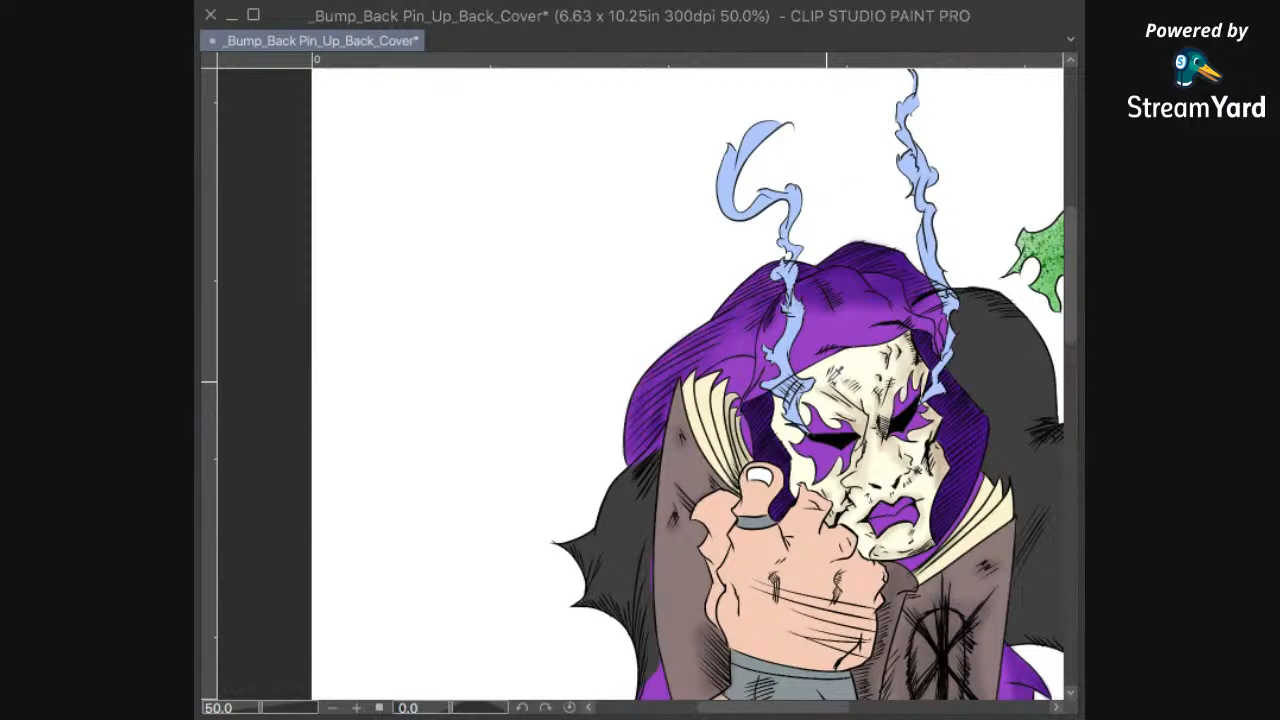 _Bump_Back Pin_Up_Back_Cover* (6.63 x 10.25in 300dpi 50.0%)  - CLIP STUDIO PAINT PRO
_Bump_Back Pin_Up_Back_Cover*
0
Powered by
S
StreamYard
50.0
0.0